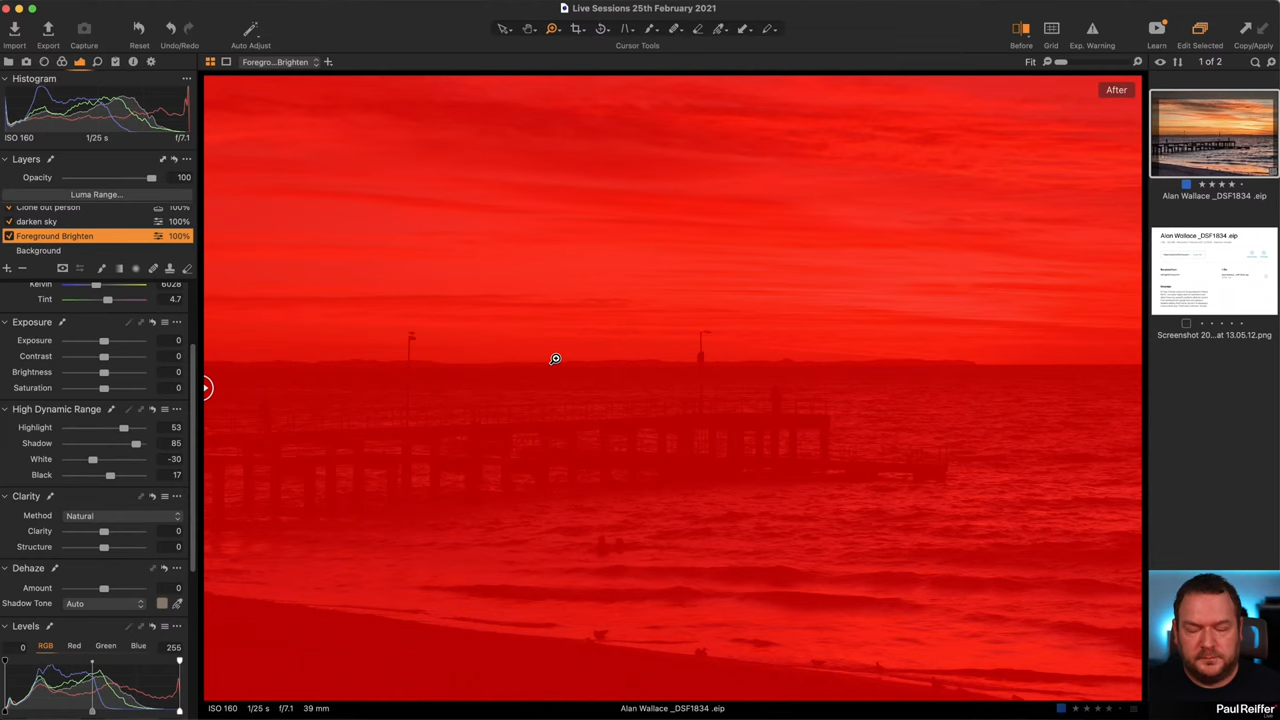 Live Sessions 25th February 2021
Import
Export
Capture
Reset
Undo/Redo
Auto Adjust
Cursor Tools
Before
Grid
Exp. Warning
Learn
Edit Selected
Copy/Apply
Foregro...Brighten
Fit
1 of 2
Histogram
ISO 160
1/25 s
f/7.1
After
Layers
Opacity
100
Luma Range...
Clone out person
100%
darken sky
100%
Foreground Brighten
100%
Background
Kelvin
6028
Tint
4.7
Exposure
Exposure
0
Contrast
0
Brightness
0
Saturation
0
High Dynamic Range
Highlight
53
Shadow
85
White
-30
Black
17
Clarity
Method
Natural
Clarity
0
Structure
0
Dehaze
Amount
0
Shadow Tone
Auto
Levels
0
RGB
Red
Green
Blue
255
ISO 160
1/25 s
f/7.1
39 mm
Alan Wallace _DSF1834 .eip
Alan Wallace _DSF1834 .eip
Alan Wallace _DSF1834 .eip
Screenshot 20...at 13.05.12.png
Paul Reiffer
Live